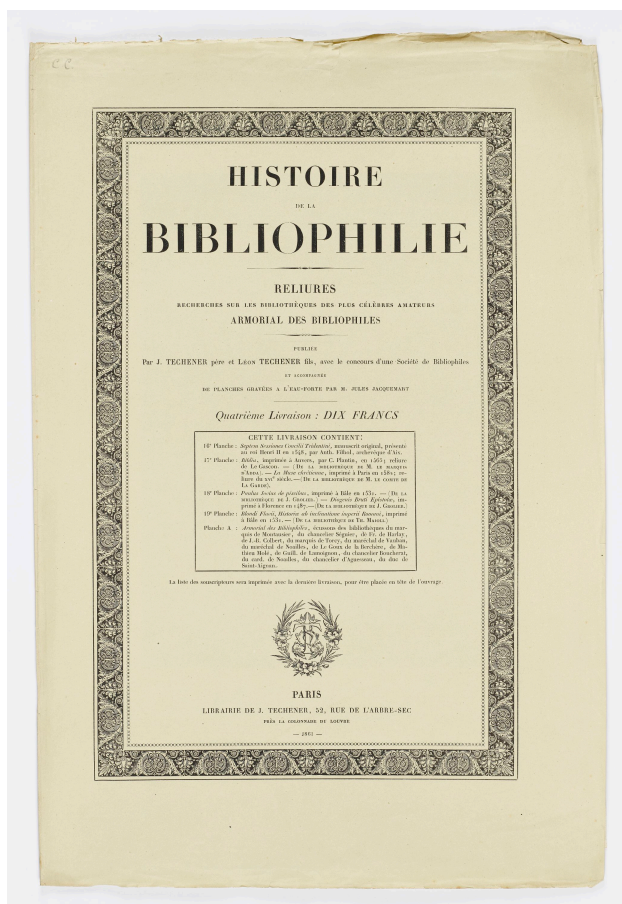 C C.
HISTOIRE
DE LA
BIBLIOPHILIE
RELIURES
RECHERCHES SUR LES BIBLIOTHÈQUES DES PLUS CÉLÈBRES AMATEURS
ARMORIAL DES BIBLIOPHILES
PUBLIÉE
Par J. TECHENER père et LÉON TECHENER fils, avec le concours d'une Société de Bibliophiles
ET ACCOMPAGNÉE
DE PLANCHES GRAVÉES A L'EAU-FORTE PAR M. JULES JACQUEMART
Quatrième Livraison : DIX FRANCS
CETTE LIVRAISON CONTIENT:
16e Planche : Septem Sessiones Concilii Tridentini, manuscrit original, présenté
au roi Henri II en 1548, par Anth. Filhol, archevêque d'Aix.
17e Planche : Biblia, imprimée à Anvers, par C. Plantin, en 1565; reliure
de Le Gascon. — (DE LA BIBLIOTHÈQUE DE M. LE MARQUIS
D'ADDA). — La Muse chrétienne, imprimé à Paris en 1582; re-
liure du XVIe siècle. — (DE LA BIBLIOTHÈQUE DE M. LE COMTE DE
LA GARDE).
18e Planche : Paulus Jovius de piscibus, imprimé à Bâle en 1531. — (DE LA
BIBLIOTHÈQUE DE J. GROLIER.) — Diogenis Bruti Epistolæ, im-
primé à Florence en 1487. — (DE LA BIBLIOTHÈQUE DE J. GROLIER.)
19e Planche : Blondi Flavii, Historia ab inclinatione imperii Romani, imprimé
à Bâle en 1531. — (DE LA BIBLIOTHÈQUE DE TH. MAIOLI.)
Planche A : Armorial des Bibliophiles, écussons des bibliothèques du mar-
quis de Montausier, du chancelier Séguier, de Fr. de Harlay,
de J.-B. Colbert, du marquis de Torcy, du maréchal de Vauban,
du maréchal de Noailles, de Le Goux de la Berchère, de Ma-
thieu Molé, de Guill. de Lamoignon, du chancelier Boucherat,
du card. de Noailles, du chancelier d'Aguesseau, du duc de
Saint-Aignan.
La liste des souscripteurs sera imprimée avec la dernière livraison, pour être placée en tête de l'ouvrage.
PARIS
LIBRAIRIE DE J. TECHENER, 52, RUE DE L'ARBRE-SEC
PRÈS LA COLONNADE DU LOUVRE
— 1861 —